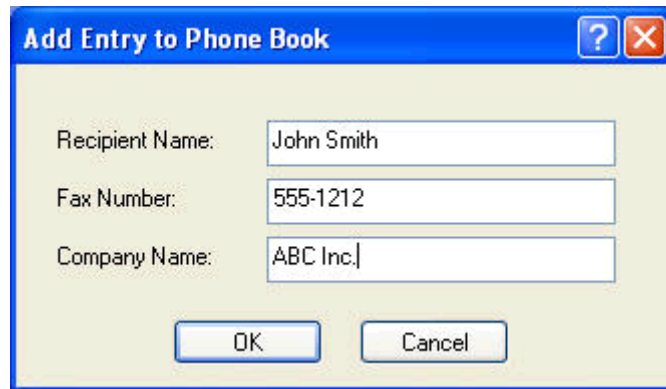 Add Entry to Phone Book
Recipient Name: John Smith
Fax Number: 555-1212
Company Name: ABC Inc.
OK Cancel